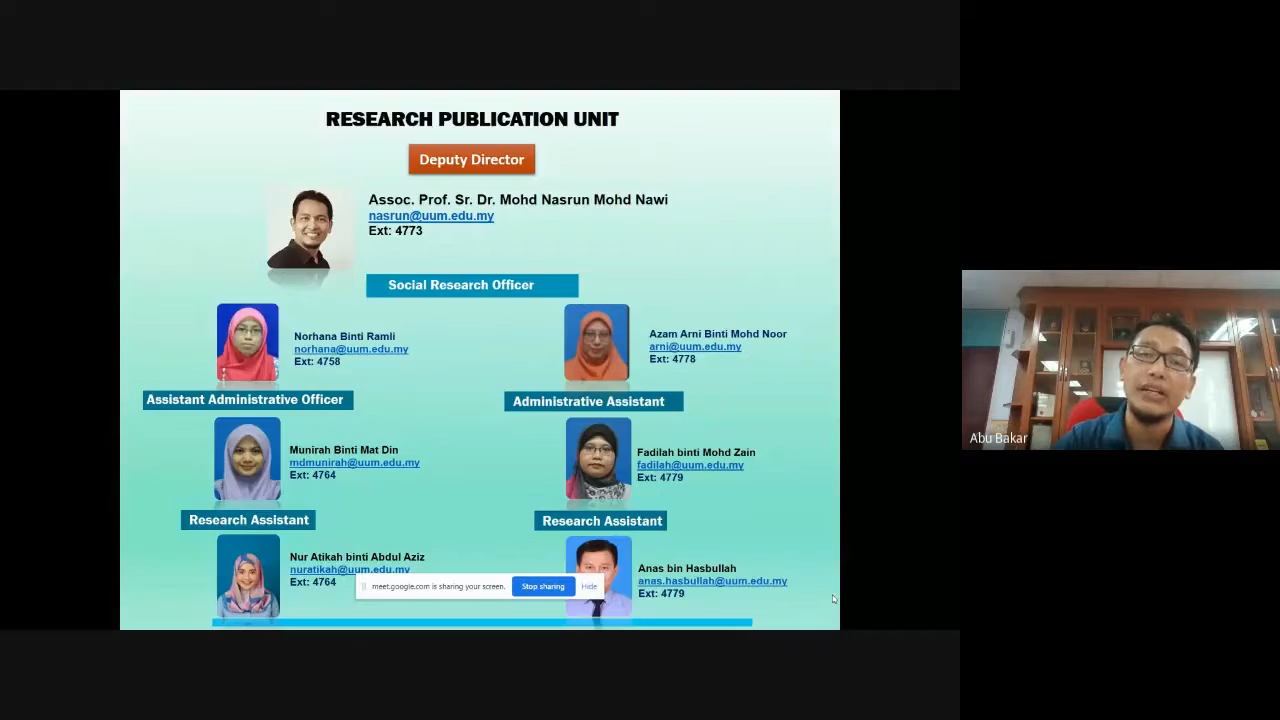 RESEARCH PUBLICATION UNIT
Deputy Director
Assoc. Prof. Sr. Dr. Mohd Nasrun Mohd Nawi
nasrun@uum.edu.my
Ext: 4773
Social Research Officer
Norhana Binti Ramli
norhana@uum.edu.my
Ext: 4758
Azam Arni Binti Mohd Noor
arni@uum.edu.my
Ext: 4778
Assistant Administrative Officer
Administrative Assistant
Munirah Binti Mat Din
mdmunirah@uum.edu.my
Ext: 4764
Fadilah binti Mohd Zain
fadilah@uum.edu.my
Ext: 4779
Research Assistant
Research Assistant
Nur Atikah binti Abdul Aziz
nuratikah@uum.edu.my
Ext: 4764
Anas bin Hasbullah
anas.hasbullah@uum.edu.my
Ext: 4779
meet.google.com is sharing your screen.
Stop sharing
Hide
Abu Bakar